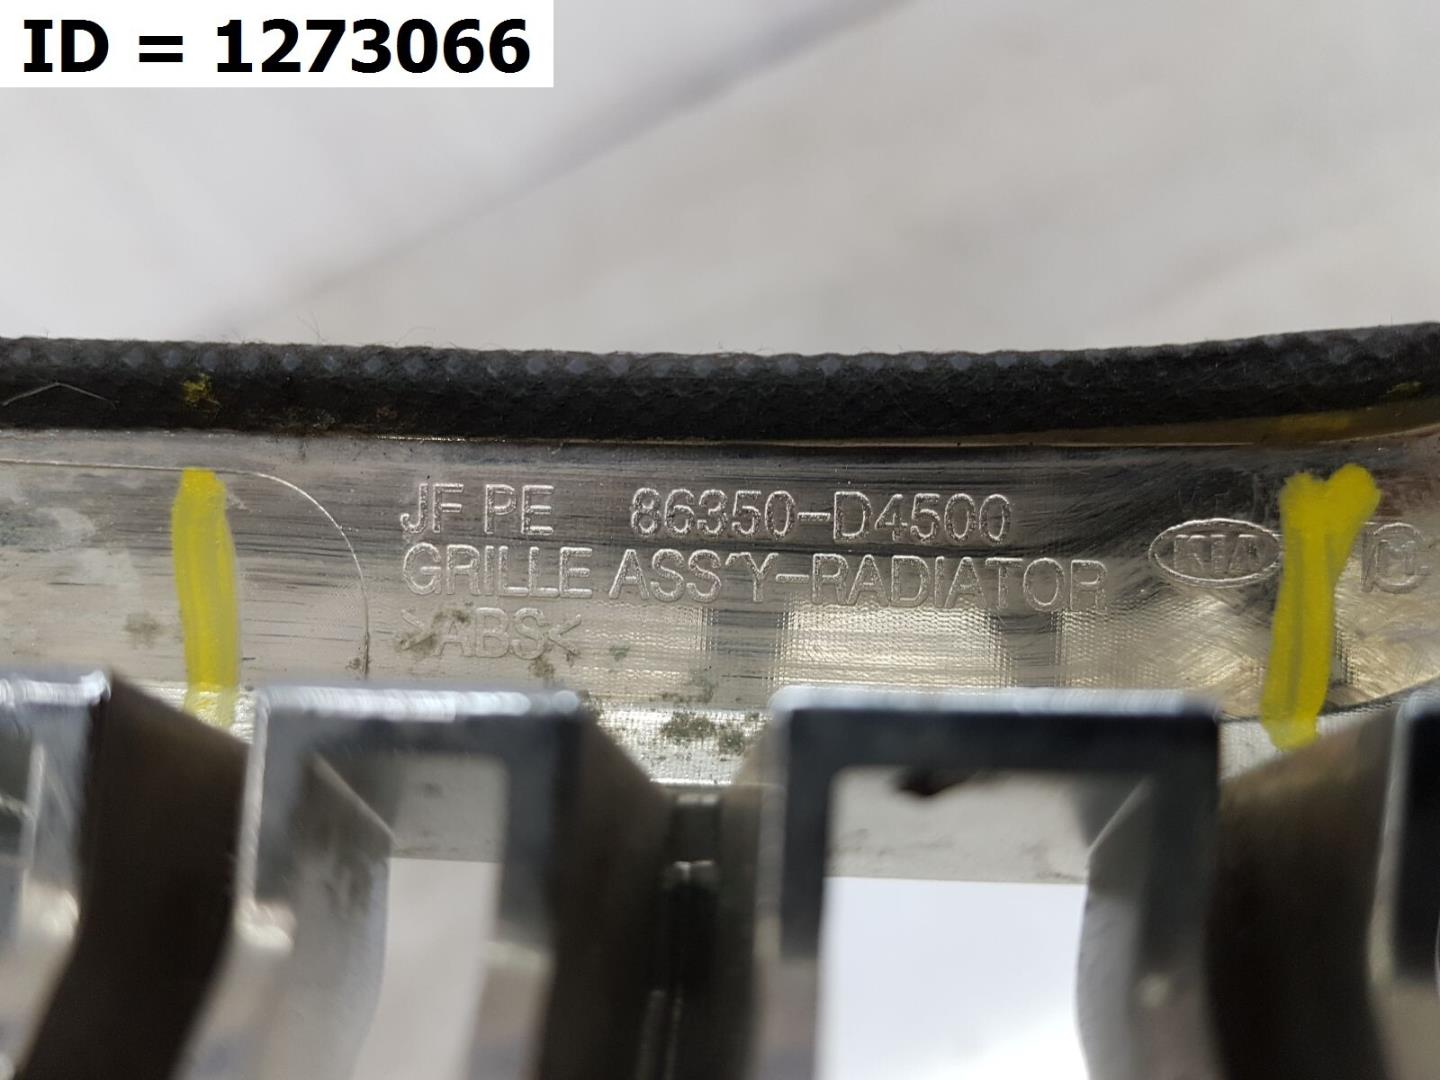 ID = 1273066
JF PE 86350-D4500
GRILLE ASS'Y-RADIATOR
>ABS<
KIA